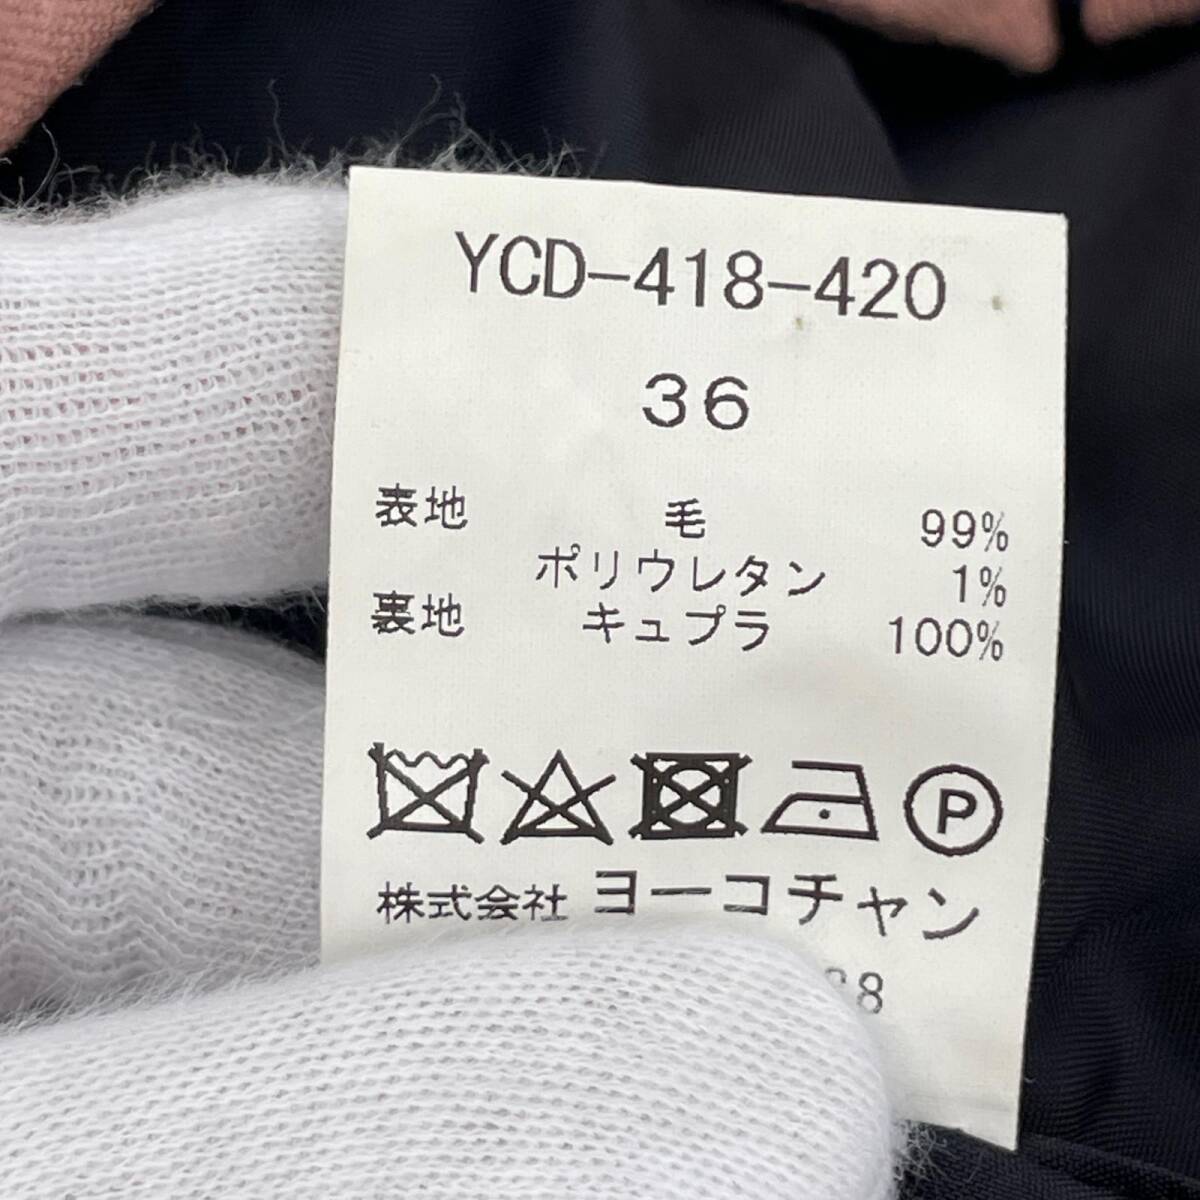 YCD-418-420
36
表地 毛 99%
ポリウレタン 1%
裏地 キュプラ 100%
P
株式会社 ヨーコチャン
8